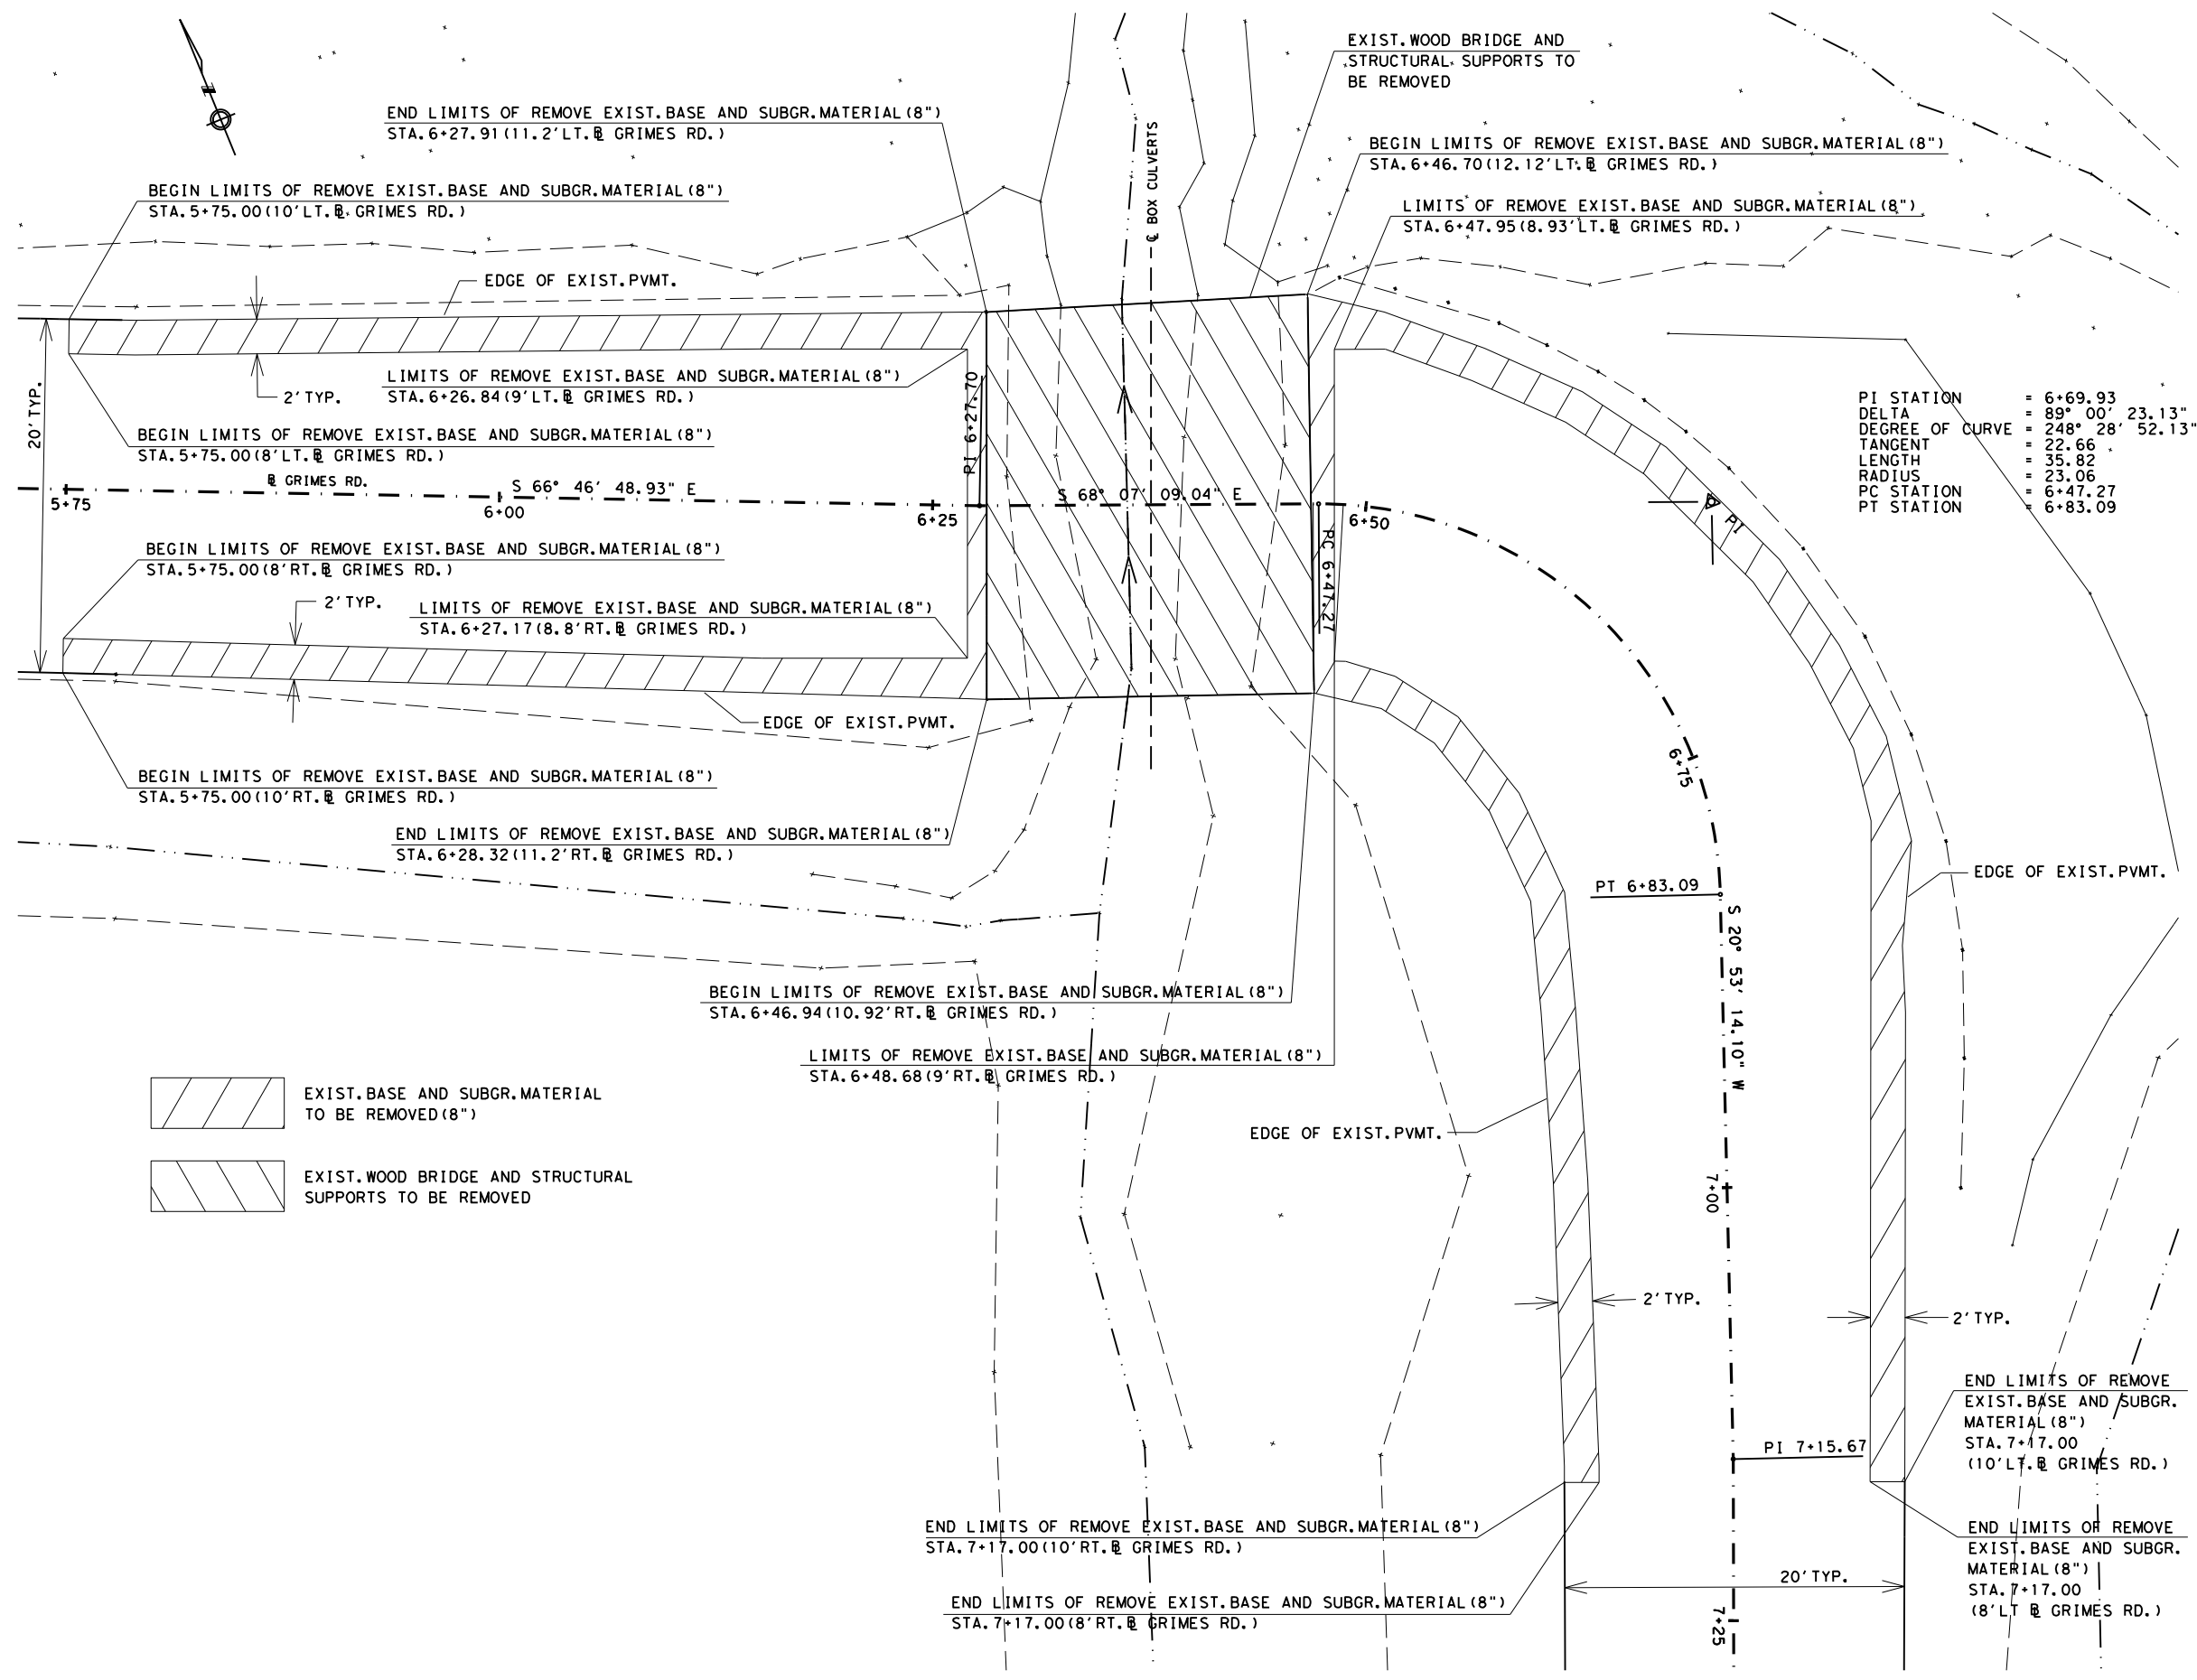 EXIST. WOOD BRIDGE AND
STRUCTURAL SUPPORTS TO
BE REMOVED
END LIMITS OF REMOVE EXIST. BASE AND SUBGR. MATERIAL (8")
STA. 6+27.91 (11.2' LT. ℄ GRIMES RD.)
BEGIN LIMITS OF REMOVE EXIST. BASE AND SUBGR. MATERIAL (8")
STA. 6+46.70 (12.12' LT. ℄ GRIMES RD.)
BEGIN LIMITS OF REMOVE EXIST. BASE AND SUBGR. MATERIAL (8")
STA. 5+75.00 (10' LT. ℄ GRIMES RD.)
LIMITS OF REMOVE EXIST. BASE AND SUBGR. MATERIAL (8")
STA. 6+47.95 (8.93' LT. ℄ GRIMES RD.)
℄ BOX CULVERTS
N
EDGE OF EXIST. PVMT.
LIMITS OF REMOVE EXIST. BASE AND SUBGR. MATERIAL (8")
STA. 6+26.84 (9' LT. ℄ GRIMES RD.)
2' TYP.
20' TYP.
BEGIN LIMITS OF REMOVE EXIST. BASE AND SUBGR. MATERIAL (8")
STA. 5+75.00 (8' LT. ℄ GRIMES RD.)
PI 6+27.70
PI STATION = 6+69.93
DELTA = 89° 00' 23.13"
DEGREE OF CURVE = 248° 28' 52.13"
TANGENT = 22.66
LENGTH = 35.82
RADIUS = 23.06
PC STATION = 6+47.27
PT STATION = 6+83.09
℄ GRIMES RD.
S 66° 46' 48.93" E
S 68° 07' 09.04" E
5+75
6+00
6+25
6+50
PI
PC 6+47.27
BEGIN LIMITS OF REMOVE EXIST. BASE AND SUBGR. MATERIAL (8")
STA. 5+75.00 (8' RT. ℄ GRIMES RD.)
2' TYP.
LIMITS OF REMOVE EXIST. BASE AND SUBGR. MATERIAL (8")
STA. 6+27.17 (8.8' RT. ℄ GRIMES RD.)
EDGE OF EXIST. PVMT.
6+75
BEGIN LIMITS OF REMOVE EXIST. BASE AND SUBGR. MATERIAL (8")
STA. 5+75.00 (10' RT. ℄ GRIMES RD.)
END LIMITS OF REMOVE EXIST. BASE AND SUBGR. MATERIAL (8")
STA. 6+28.32 (11.2' RT. ℄ GRIMES RD.)
EDGE OF EXIST. PVMT.
PT 6+83.09
S 20° 53' 14.10" W
BEGIN LIMITS OF REMOVE EXIST. BASE AND SUBGR. MATERIAL (8")
STA. 6+46.94 (10.92' RT. ℄ GRIMES RD.)
LIMITS OF REMOVE EXIST. BASE AND SUBGR. MATERIAL (8")
STA. 6+48.68 (9' RT. ℄ GRIMES RD.)
EXIST. BASE AND SUBGR. MATERIAL
TO BE REMOVED (8")
EDGE OF EXIST. PVMT.
EXIST. WOOD BRIDGE AND STRUCTURAL
SUPPORTS TO BE REMOVED
7+00
2' TYP.
2' TYP.
END LIMITS OF REMOVE
EXIST. BASE AND SUBGR.
MATERIAL (8")
STA. 7+17.00
(10' LT. ℄ GRIMES RD.)
PI 7+15.67
END LIMITS OF REMOVE EXIST. BASE AND SUBGR. MATERIAL (8")
STA. 7+17.00 (10' RT. ℄ GRIMES RD.)
END LIMITS OF REMOVE
EXIST. BASE AND SUBGR.
MATERIAL (8")
STA. 7+17.00
(8' LT ℄ GRIMES RD.)
20' TYP.
END LIMITS OF REMOVE EXIST. BASE AND SUBGR. MATERIAL (8")
STA. 7+17.00 (8' RT. ℄ GRIMES RD.)
7+25